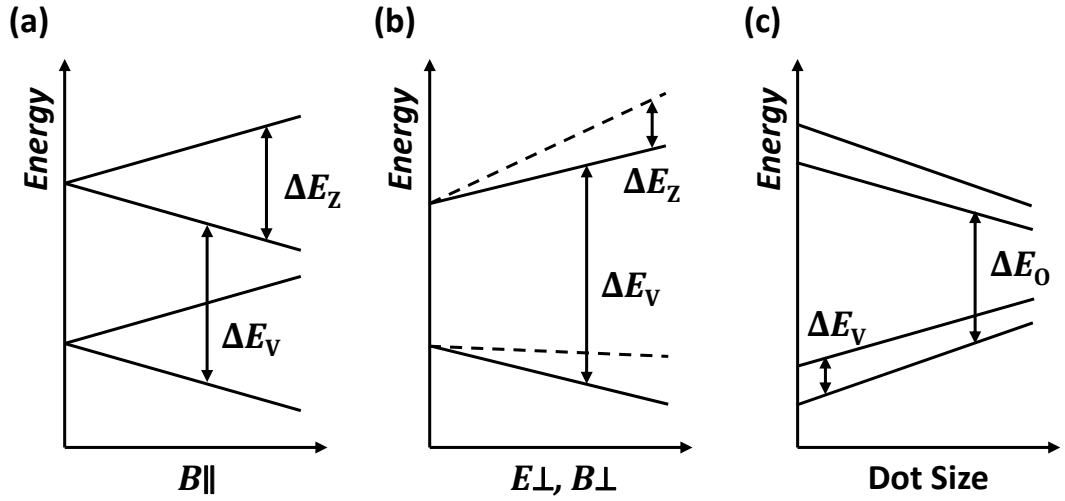 (a)
Energy
ΔE_Z
ΔE_V
B∥
(b)
Energy
ΔE_Z
ΔE_V
E⊥, B⊥
(c)
Energy
ΔE_O
ΔE_V
Dot Size